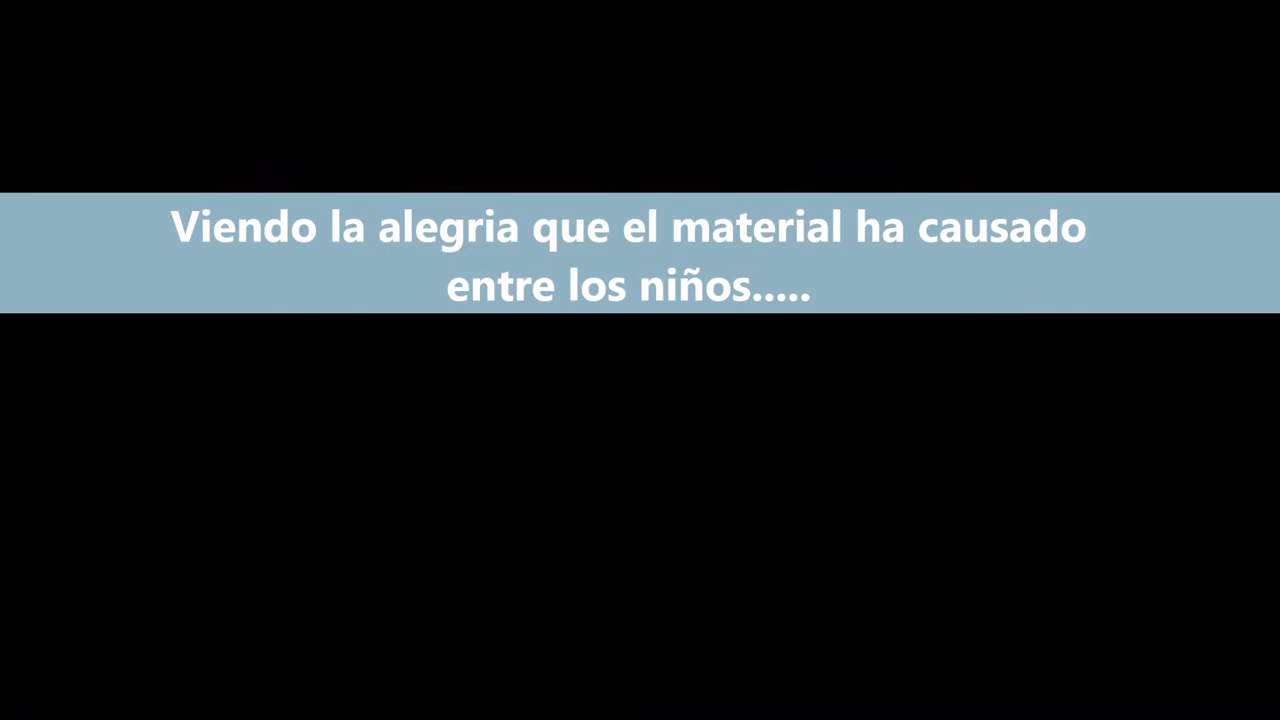 Viendo la alegria que el material ha causado
entre los niños.....